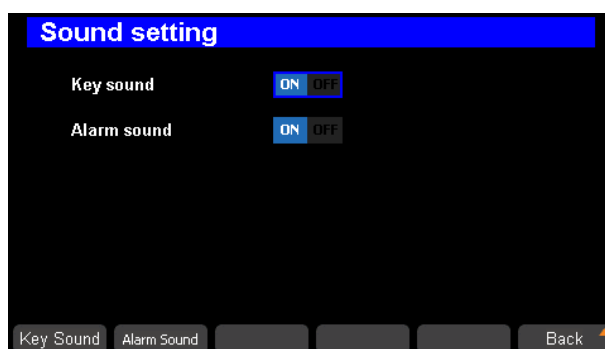 Sound setting
Key sound ON OFF
Alarm sound ON OFF
Key Sound Alarm Sound Back